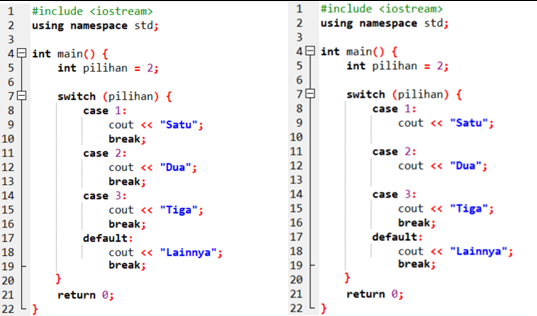 1 #include <iostream>
2 using namespace std;
3
4 int main() {
5 int pilihan = 2;
6
7 switch (pilihan) {
8 case 1:
9 cout << "Satu";
10 break;
11 case 2:
12 cout << "Dua";
13 break;
14 case 3:
15 cout << "Tiga";
16 break;
17 default:
18 cout << "Lainnya";
19 break;
20 }
21 return 0;
22 }
1 #include <iostream>
2 using namespace std;
3
4 int main() {
5 int pilihan = 2;
6
7 switch (pilihan) {
8 case 1:
9 cout << "Satu";
10
11 case 2:
12 cout << "Dua";
13
14 case 3:
15 cout << "Tiga";
16 break;
17 default:
18 cout << "Lainnya";
19 break;
20 }
21 return 0;
22 }